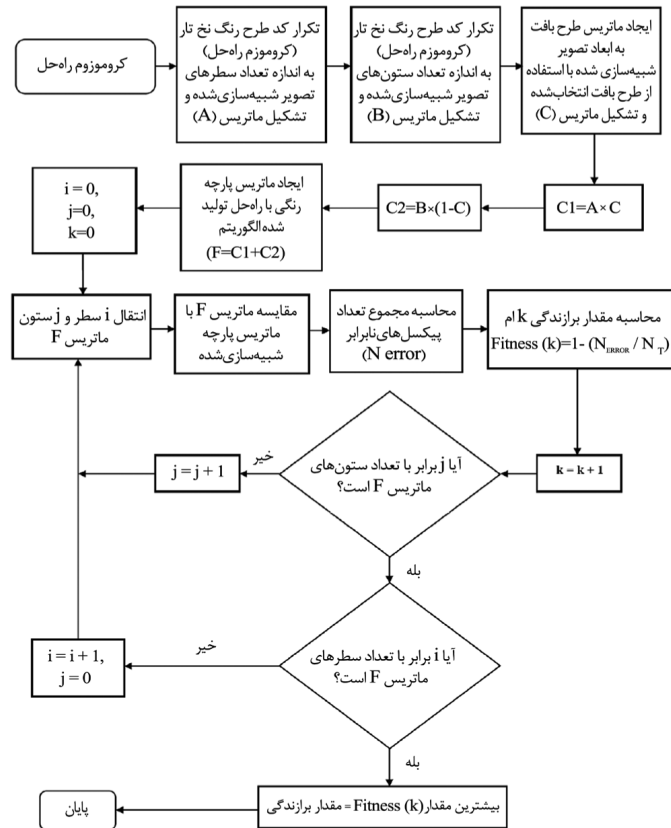 کروموزوم راه‌حل
تکرار کد طرح رنگ نخ تار
(کروموزم راه‌حل)
به اندازه تعداد سطرهای
تصویر شبیه‌سازی‌شده و
تشکیل ماتریس (A)
تکرار کد طرح رنگ نخ تار
(کروموزم راه‌حل)
به اندازه تعداد ستون‌های
تصویر شبیه‌سازی‌شده و
تشکیل ماتریس (B)
ایجاد ماتریس طرح بافت
به ابعاد تصویر
شبیه‌سازی شده با استفاده
از طرح بافت انتخاب‌شده
و تشکیل ماتریس (C)
C1=A×C
C2=B×(1-C)
ایجاد ماتریس پارچه
رنگی با راه‌حل تولید
شده الگوریتم
(F=C1+C2)
i = 0,
j=0,
k=0
انتقال i سطر و j ستون
ماتریس F
مقایسه ماتریس F با
ماتریس پارچه
شبیه‌سازی‌شده
محاسبه مجموع تعداد
پیکسل‌های‌نابرابر
(N error)
محاسبه مقدار برازندگی k ام
Fitness (k)=1- (N_ERROR / N_T)
k = k + 1
آیا j برابر با تعداد ستون‌های
ماتریس F است؟
خیر
j = j + 1
بله
آیا i برابر با تعداد سطرهای
ماتریس F است؟
خیر
i = i + 1,
j = 0
بله
بیشترین مقدار Fitness (k) = مقدار برازندگی
پایان